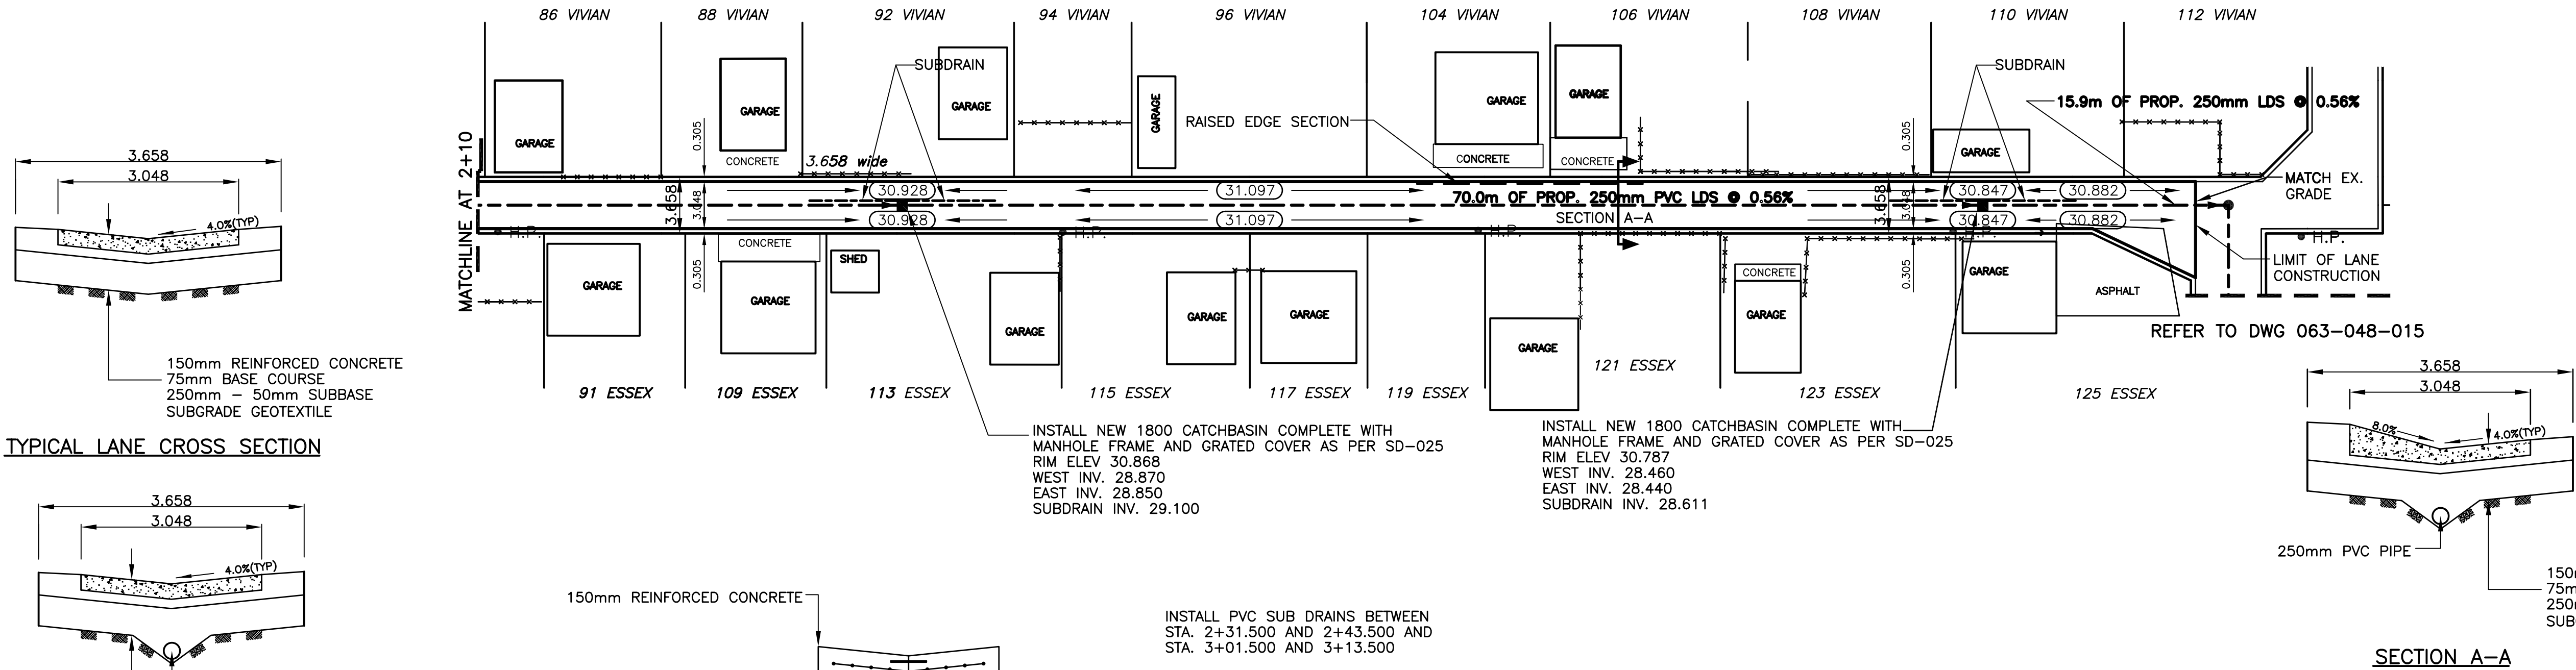 86 VIVIAN
88 VIVIAN
92 VIVIAN
94 VIVIAN
96 VIVIAN
104 VIVIAN
106 VIVIAN
108 VIVIAN
110 VIVIAN
112 VIVIAN
SUBDRAIN
SUBDRAIN
GARAGE
GARAGE
GARAGE
GARAGE
GARAGE
GARAGE
GARAGE
15.9m OF PROP. 250mm LDS @ 0.56%
RAISED EDGE SECTION
0.305
0.305
CONCRETE
3.658 wide
CONCRETE
CONCRETE
MATCHLINE AT 2+10
3.658
3.048
30.928
31.097
3.658
3.048
30.847
30.882
MATCH EX.
GRADE
70.0m OF PROP. 250mm PVC LDS @ 0.56%
SECTION A-A
30.928
31.097
30.847
30.882
H.P.
H.P.
H.P.
H.P.
H.P.
CONCRETE
0.305
0.305
SHED
GARAGE
GARAGE
GARAGE
GARAGE
GARAGE
GARAGE
CONCRETE
GARAGE
GARAGE
ASPHALT
LIMIT OF LANE
CONSTRUCTION
REFER TO DWG 063-048-015
91 ESSEX
109 ESSEX
113 ESSEX
115 ESSEX
117 ESSEX
119 ESSEX
121 ESSEX
123 ESSEX
125 ESSEX
3.658
3.048
4.0%(TYP)
150mm REINFORCED CONCRETE
75mm BASE COURSE
250mm - 50mm SUBBASE
SUBGRADE GEOTEXTILE
TYPICAL LANE CROSS SECTION
INSTALL NEW 1800 CATCHBASIN COMPLETE WITH
MANHOLE FRAME AND GRATED COVER AS PER SD-025
RIM ELEV 30.868
WEST INV. 28.870
EAST INV. 28.850
SUBDRAIN INV. 29.100
INSTALL NEW 1800 CATCHBASIN COMPLETE WITH
MANHOLE FRAME AND GRATED COVER AS PER SD-025
RIM ELEV 30.787
WEST INV. 28.460
EAST INV. 28.440
SUBDRAIN INV. 28.611
3.658
3.048
8.0%
4.0%(TYP)
250mm PVC PIPE
SECTION A-A
3.658
3.048
4.0%(TYP)
150mm REINFORCED CONCRETE
INSTALL PVC SUB DRAINS BETWEEN
STA. 2+31.500 AND 2+43.500 AND
STA. 3+01.500 AND 3+13.500